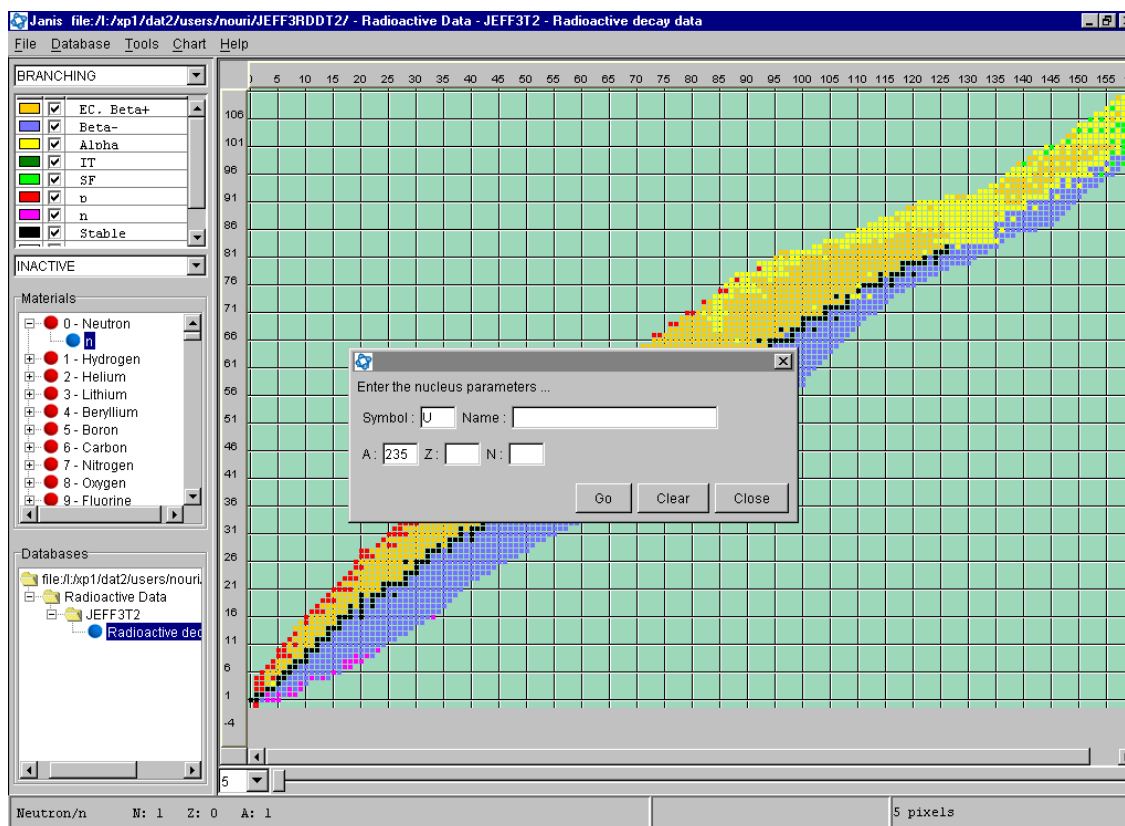 Janis file:/I:/xp1/dat2/users/nouri/JEFF3RDDT2/ - Radioactive Data - JEFF3T2 - Radioactive decay data
File Database Tools Chart Help
BRANCHING
EC. Beta+
Beta-
Alpha
IT
SF
p
n
Stable
INACTIVE
Materials
0 - Neutron
n
1 - Hydrogen
2 - Helium
3 - Lithium
4 - Beryllium
5 - Boron
6 - Carbon
7 - Nitrogen
8 - Oxygen
9 - Fluorine
Databases
file:/I:/xp1/dat2/users/nouri/
Radioactive Data
JEFF3T2
Radioactive dec
) 5 10 15 20 25 30 35 40 45 50 55 60 65 70 75 80 85 90 95 100 105 110 115 120 125 130 135 140 145 150 155
106
101
96
91
86
81
76
71
66
61
56
51
46
41
36
31
26
21
16
11
6
1
-4
Enter the nucleus parameters ...
Symbol : U Name :
A : 235 Z : N :
Go Clear Close
5
Neutron/n N: 1 Z: 0 A: 1
5 pixels